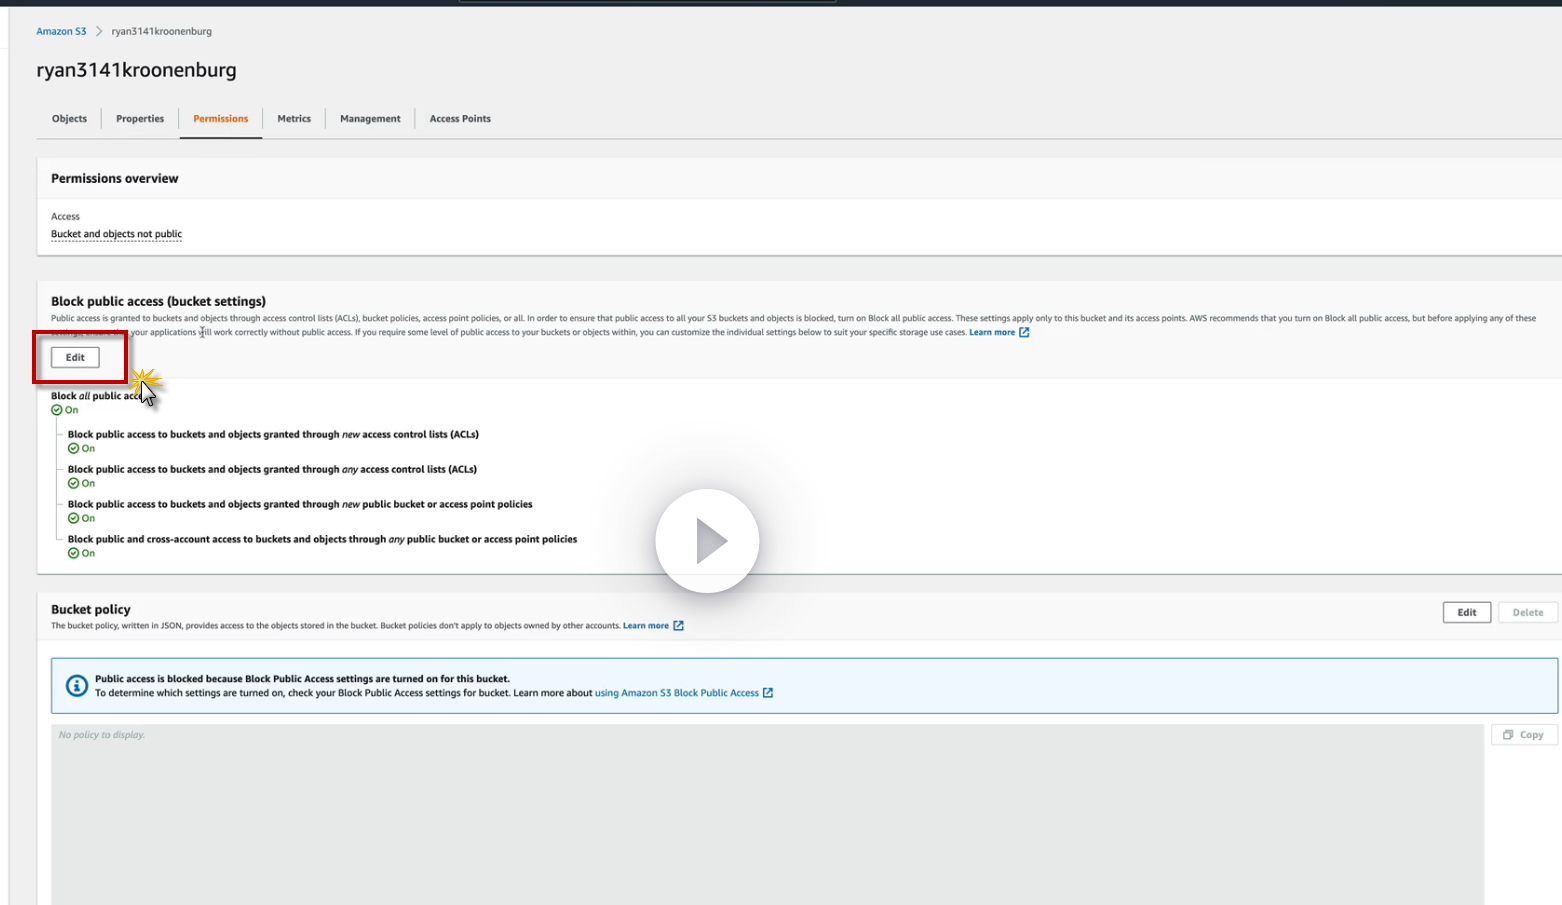 Amazon S3 > ryan3141kroonenburg
ryan3141kroonenburg
Objects Properties Permissions Metrics Management Access Points
Permissions overview
Access
Bucket and objects not public
Block public access (bucket settings)
Public access is granted to buckets and objects through access control lists (ACLs), bucket policies, access point policies, or all. In order to ensure that public access to all your S3 buckets and objects is blocked, turn on Block all public access. These settings apply only to this bucket and its access points. AWS recommends that you turn on Block all public access, but before applying any of these
your applications will work correctly without public access. If you require some level of public access to your buckets or objects within, you can customize the individual settings below to suit your specific storage use cases. Learn more
Edit
Block all public
On
Block public access to buckets and objects granted through new access control lists (ACLs)
On
Block public access to buckets and objects granted through any access control lists (ACLs)
On
Block public access to buckets and objects granted through new public bucket or access point policies
On
Block public and cross-account access to buckets and objects through any public bucket or access point policies
On
Bucket policy
Edit Delete
The bucket policy, written in JSON, provides access to the objects stored in the bucket. Bucket policies don't apply to objects owned by other accounts. Learn more
Public access is blocked because Block Public Access settings are turned on for this bucket.
To determine which settings are turned on, check your Block Public Access settings for bucket. Learn more about using Amazon S3 Block Public Access
No policy to display.
Copy